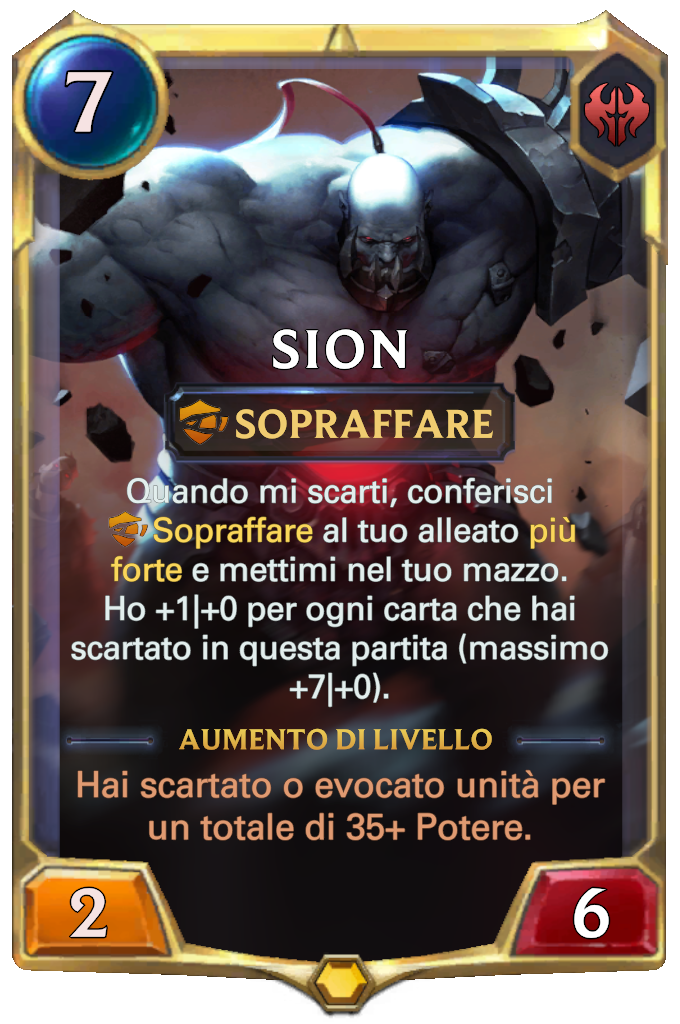 7
SION
SOPRAFFARE
Quando mi scarti, conferisci
Sopraffare al tuo alleato più
forte e mettimi nel tuo mazzo.
Ho +1|+0 per ogni carta che hai
scartato in questa partita (massimo
+7|+0).
AUMENTO DI LIVELLO
Hai scartato o evocato unità per
un totale di 35+ Potere.
2
6